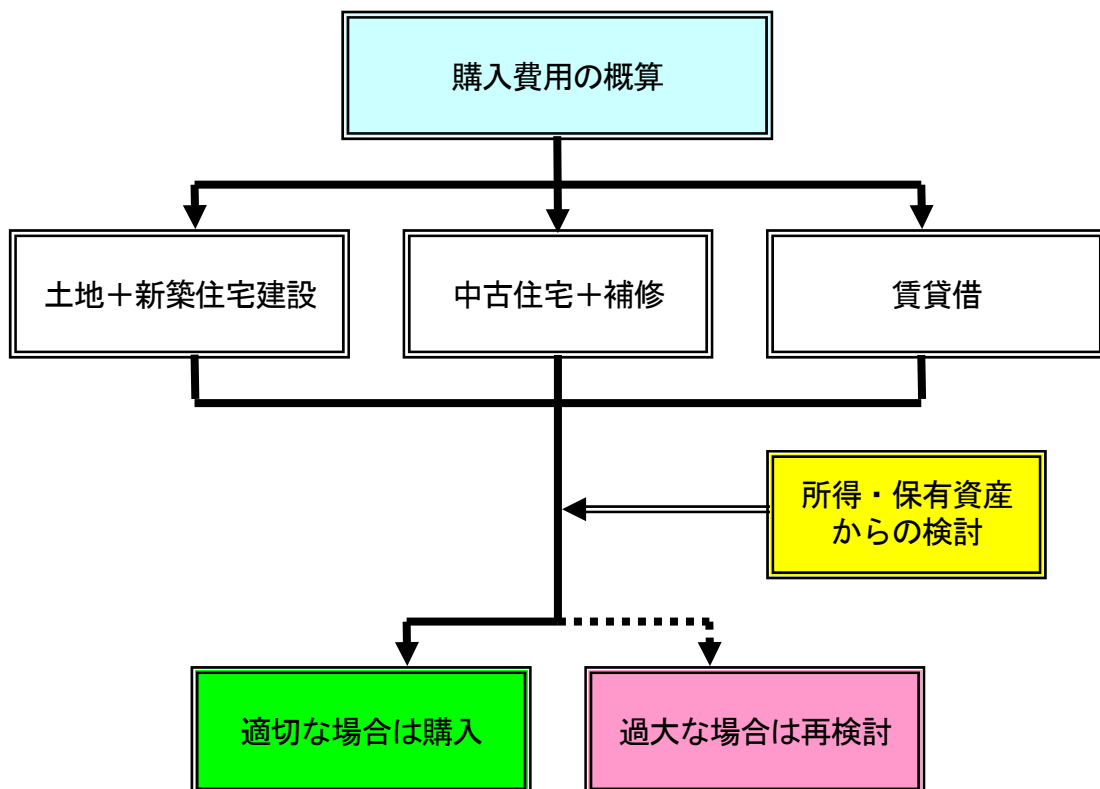 購入費用の概算
土地＋新築住宅建設
中古住宅＋補修
賃貸借
所得・保有資産
からの検討
適切な場合は購入
過大な場合は再検討